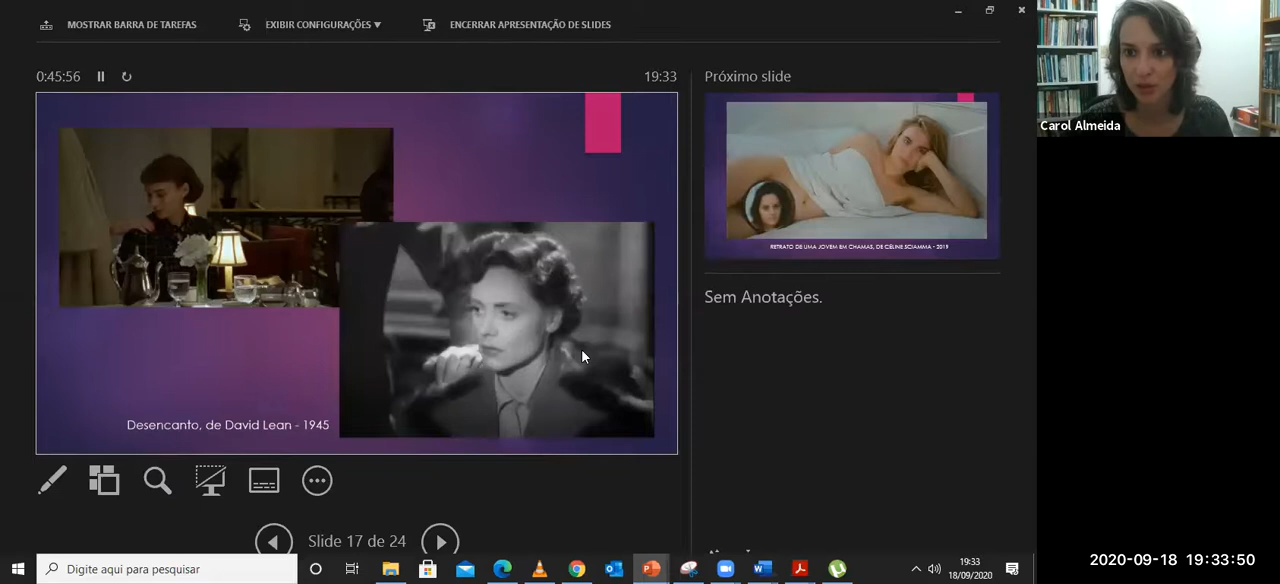 MOSTRAR BARRA DE TAREFAS
EXIBIR CONFIGURAÇÕES
ENCERRAR APRESENTAÇÃO DE SLIDES
0:45:56
19:33
Próximo slide
Carol Almeida
RETRATO DE UMA JOVEM EM CHAMAS, DE CÉLINE SCIAMMA - 2019
Sem Anotações.
Desencanto, de David Lean - 1945
Slide 17 de 24
Digite aqui para pesquisar
19:33
18/09/2020
2020-09-18 19:33:50